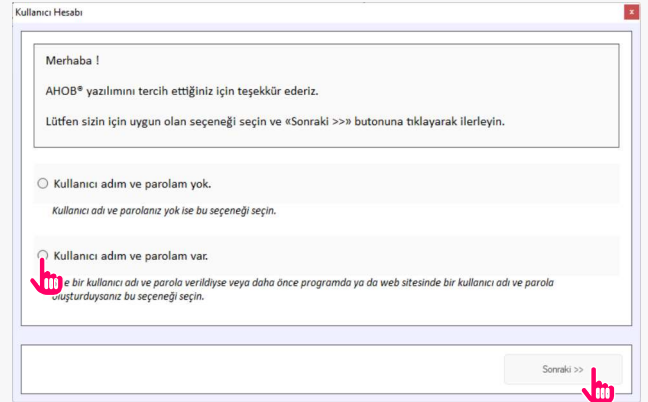 Kullanıcı Hesabı
x
Merhaba !
AHOB® yazılımını tercih ettiğiniz için teşekkür ederiz.
Lütfen sizin için uygun olan seçeneği seçin ve «Sonraki >>» butonuna tıklayarak ilerleyin.
Kullanıcı adım ve parolam yok.
Kullanıcı adı ve parolanız yok ise bu seçeneği seçin.
Kullanıcı adım ve parolam var.
bir kullanıcı adı ve parola verildiyse veya daha önce programda ya da web sitesinde bir kullanıcı adı ve parola
oluşturduysanız bu seçeneği seçin.
Sonraki >>